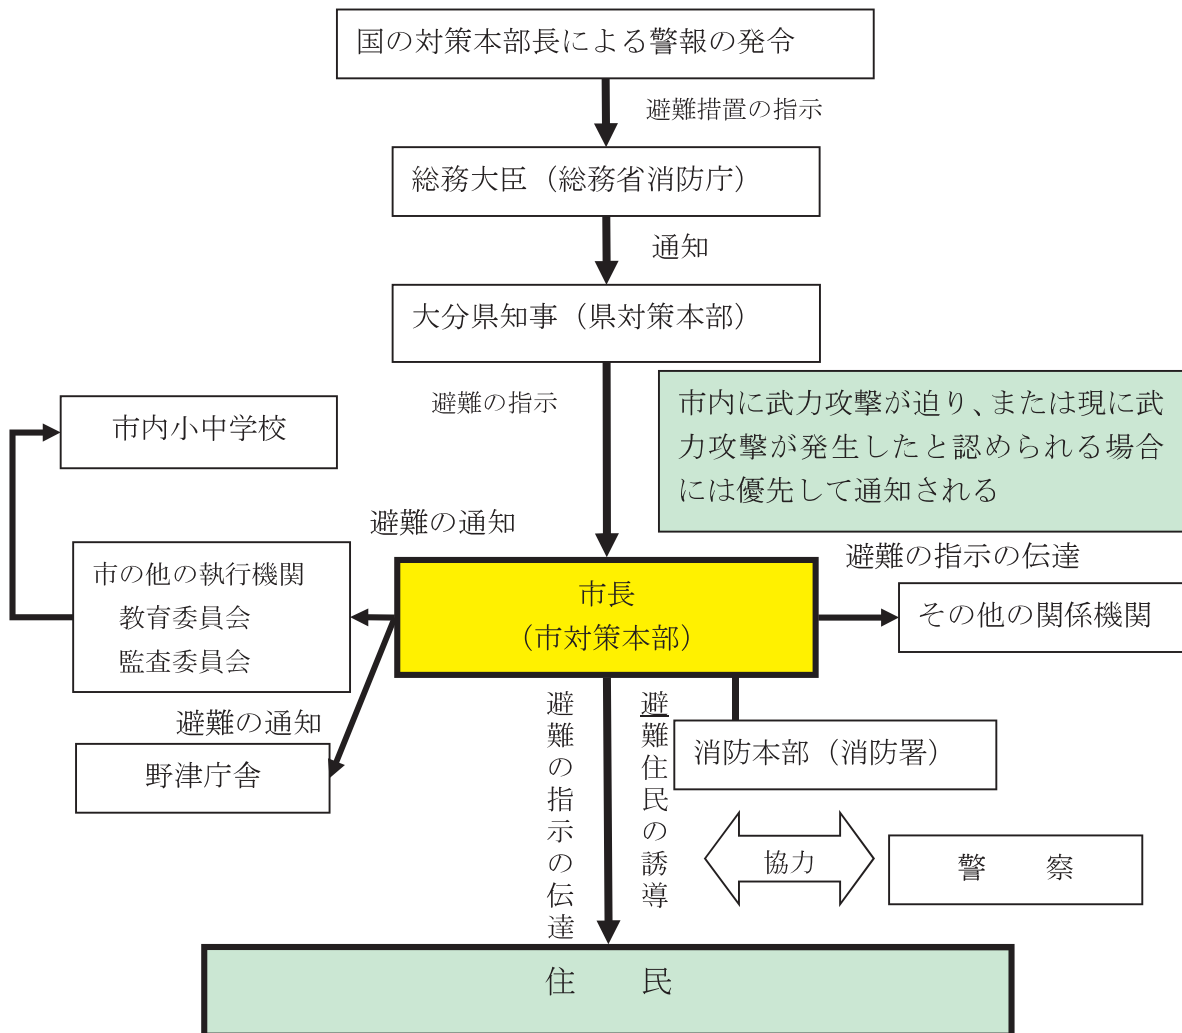 国の対策本部長による警報の発令
避難措置の指示
総務大臣（総務省消防庁）
通知
大分県知事（県対策本部）
避難の指示
市内に武力攻撃が迫り、または現に武
力攻撃が発生したと認められる場合
には優先して通知される
市内小中学校
避難の通知
避難の指示の伝達
市の他の執行機関
教育委員会
監査委員会
市長
（市対策本部）
その他の関係機関
避難の通知
野津庁舎
避難の指示の伝達
避難住民の誘導
消防本部（消防署）
協力
警　　察
住　　民